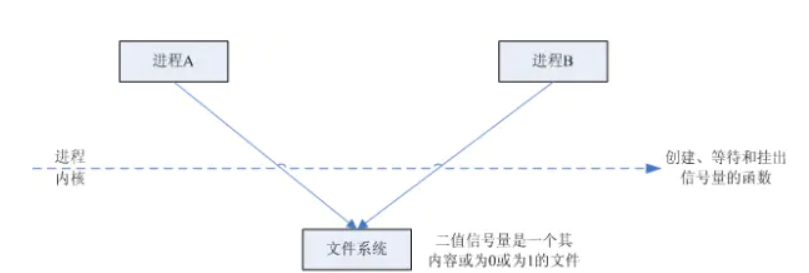 进程A
进程B
进程
内核
创建、等待和挂出
信号量的函数
文件系统
二值信号量是一个其
内容或为0或为1的文件